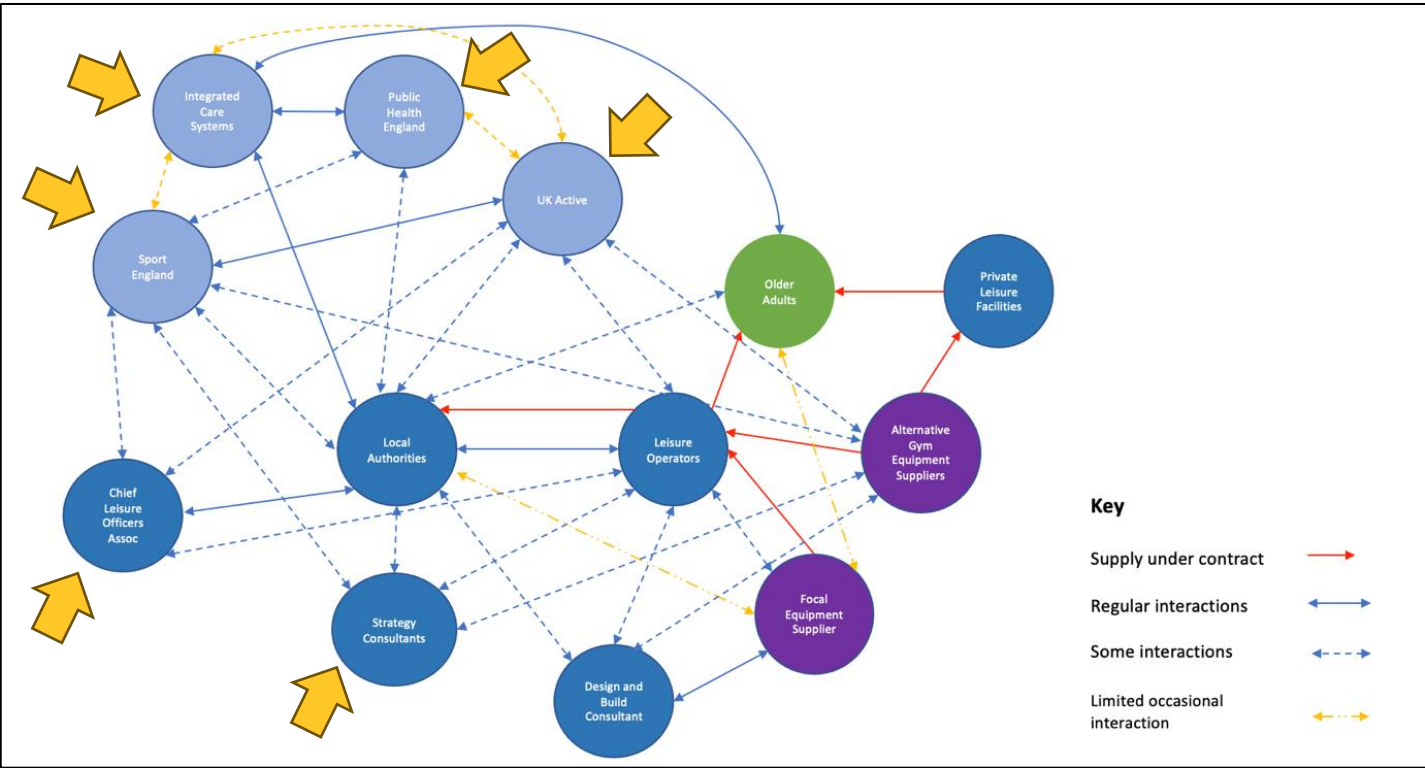 Integrated
Care
Systems
Public
Health
England
UK Active
Sport
England
Older
Adults
Private
Leisure
Facilities
Local
Authorities
Leisure
Operators
Alternative
Gym
Equipment
Suppliers
Chief
Leisure
Officers
Assoc
Strategy
Consultants
Focal
Equipment
Supplier
Design and
Build
Consultant
Key
Supply under contract
Regular interactions
Some interactions
Limited occasional
interaction